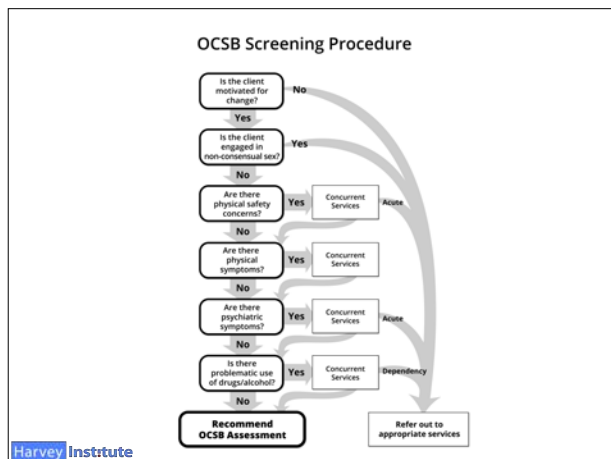 OCSB Screening Procedure
Is the client
motivated for
change?
No
Yes
Is the client
engaged in
non-consensual sex?
Yes
No
Are there
physical safety
concerns?
Yes
Concurrent
Services
Acute
No
Are there
physical
symptoms?
Yes
Concurrent
Services
No
Are there
psychiatric
symptoms?
Yes
Concurrent
Services
Acute
No
Is there
problematic use
of drugs/alcohol?
Yes
Concurrent
Services
Dependency
No
Recommend
OCSB Assessment
Refer out to
appropriate services
Harvey Institute